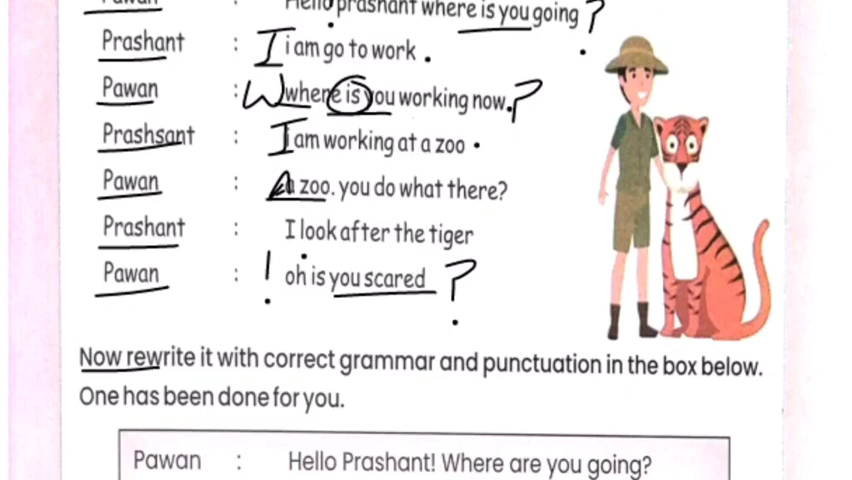 Pawan : Hello prashant where is you going ?
Prashant : I i am go to work .
Pawan : W where is you working now. ?
Prashsant : I am working at a zoo .
Pawan : A a zoo. you do what there?
Prashant : I look after the tiger
Pawan : ! oh is you scared ?
Now rewrite it with correct grammar and punctuation in the box below.
One has been done for you.
Pawan : Hello Prashant! Where are you going?